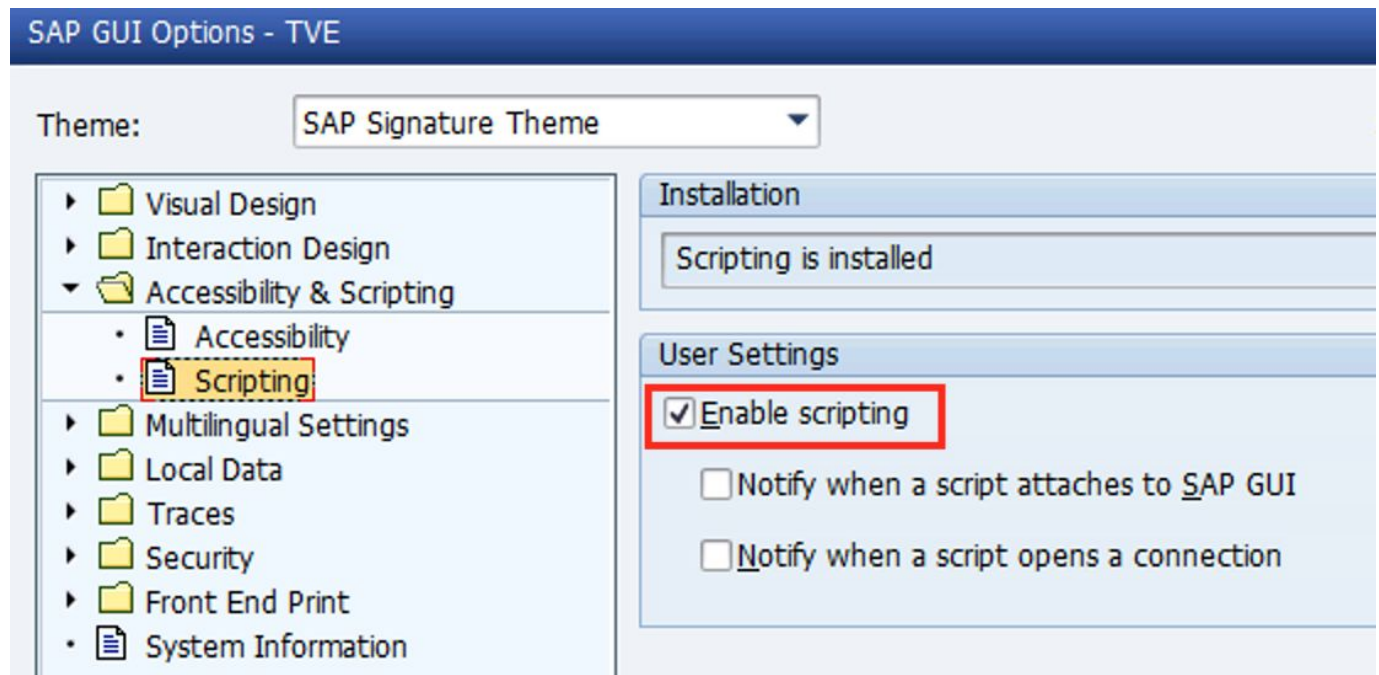 SAP GUI Options - TVE
Theme:
SAP Signature Theme
Visual Design
Interaction Design
Accessibility & Scripting
Accessibility
Scripting
Multilingual Settings
Local Data
Traces
Security
Front End Print
System Information
Installation
Scripting is installed
User Settings
Enable scripting
Notify when a script attaches to SAP GUI
Notify when a script opens a connection